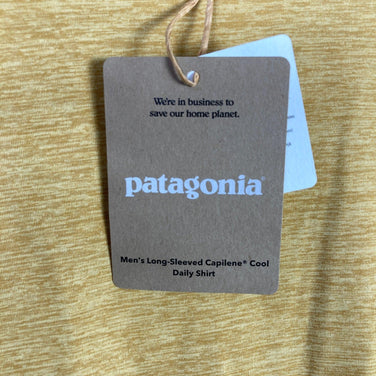 We're in business to
save our home planet.
patagonia®
Men's Long-Sleeved Capilene® Cool
Daily Shirt